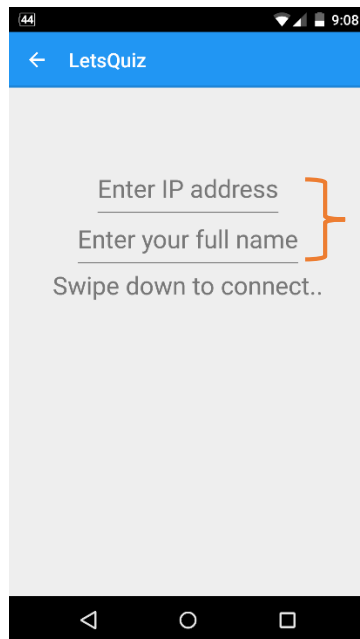 44
9:08
LetsQuiz
Enter IP address
Enter your full name
Swipe down to connect..